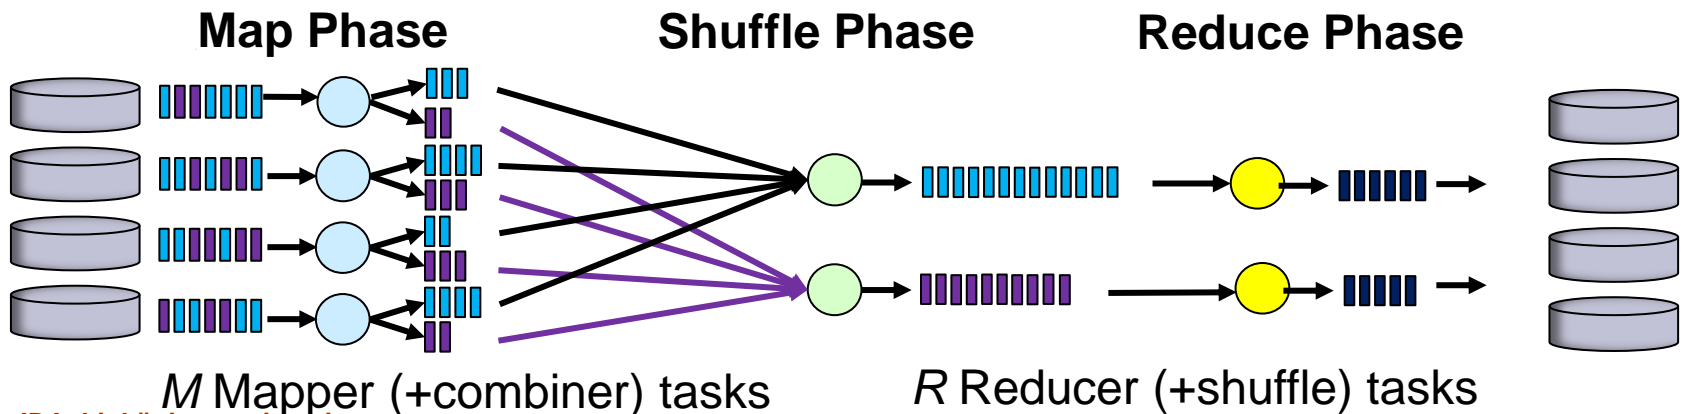 Map Phase
Shuffle Phase
Reduce Phase
M Mapper (+combiner) tasks
R Reducer (+shuffle) tasks